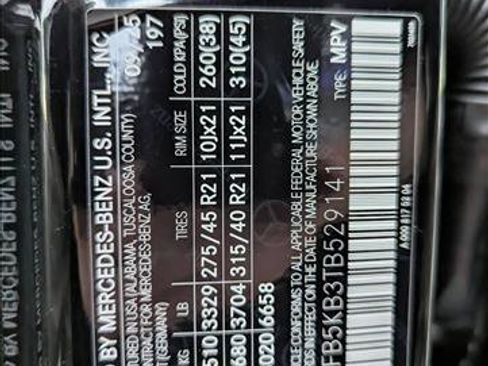 D BY MERCEDES-BENZ U.S. INTL., INC
TURED IN USA (ALABAMA, TUSCALOOSA COUNTY) 09/25
CONTRACT FOR MERCEDES-BENZ AG, 197
T (GERMANY)
KG LB TIRES RIM SIZE COLD KPA (PSI)
510 3329 275/45 R21 10Jx21 260(38)
680 3704 315/40 R21 11Jx21 310(45)
020 6658
VEHICLE CONFORMS TO ALL APPLICABLE FEDERAL MOTOR VEHICLE SAFETY
S IN EFFECT ON THE DATE OF MANUFACTURE SHOWN ABOVE.
FB5KB3TB529141 TYPE: MPV
A 000 817 52 04